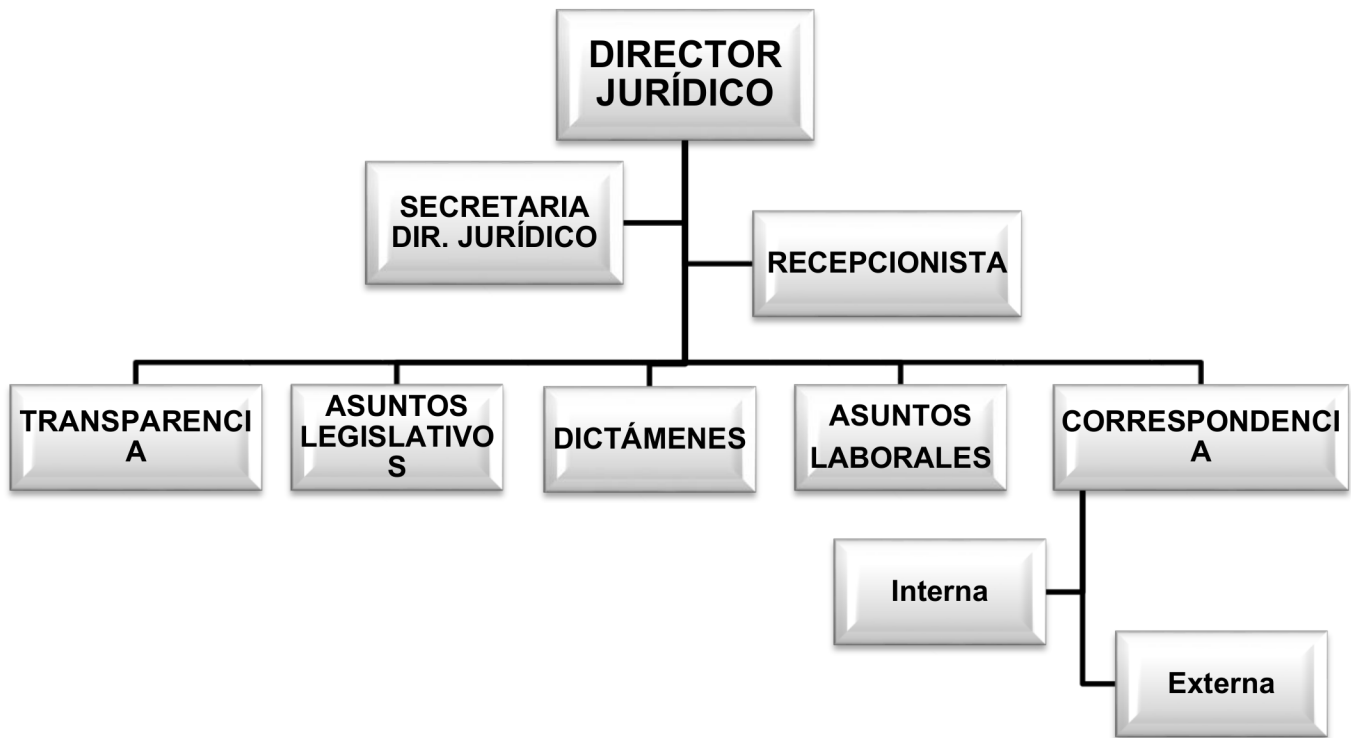 DIRECTOR
JURÍDICO
SECRETARIA
DIR. JURÍDICO
RECEPCIONISTA
TRANSPARENCI
A
ASUNTOS
LEGISLATIVO
S
DICTÁMENES
ASUNTOS
LABORALES
CORRESPONDENCI
A
Interna
Externa